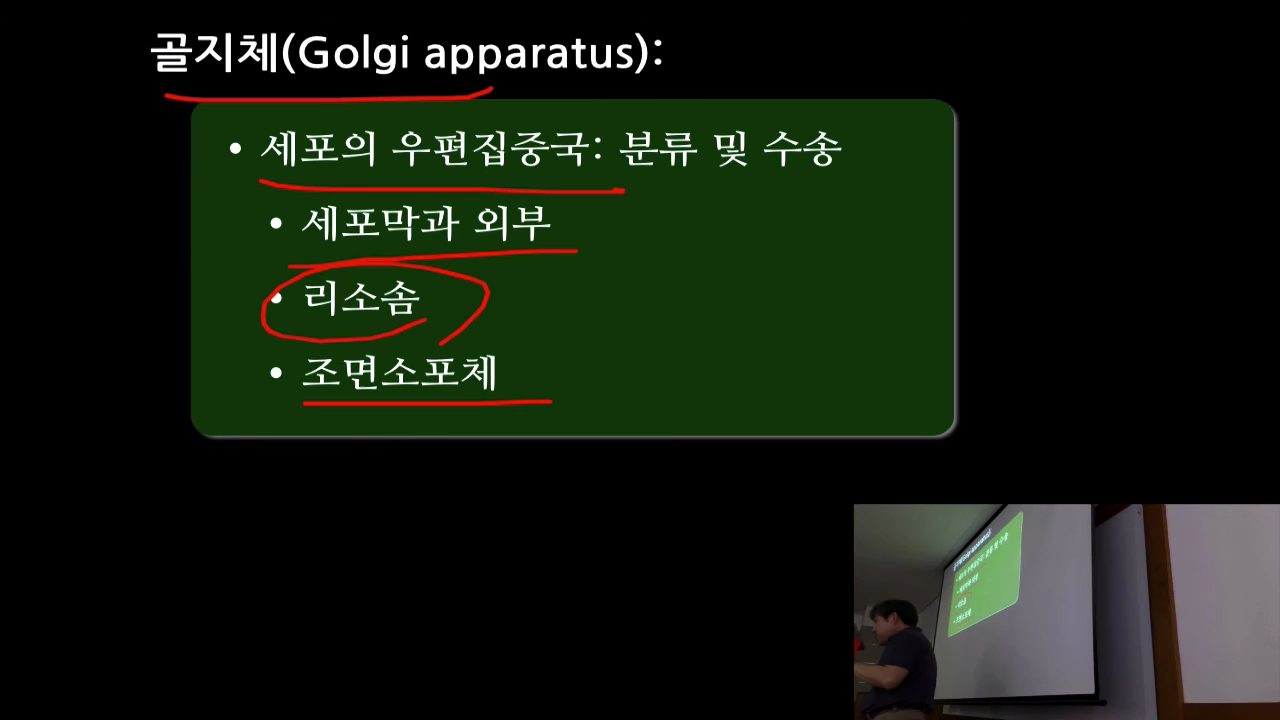 골지체(Golgi apparatus):
• 세포의 우편집중국: 분류 및 수송
• 세포막과 외부
• 리소솜
• 조면소포체